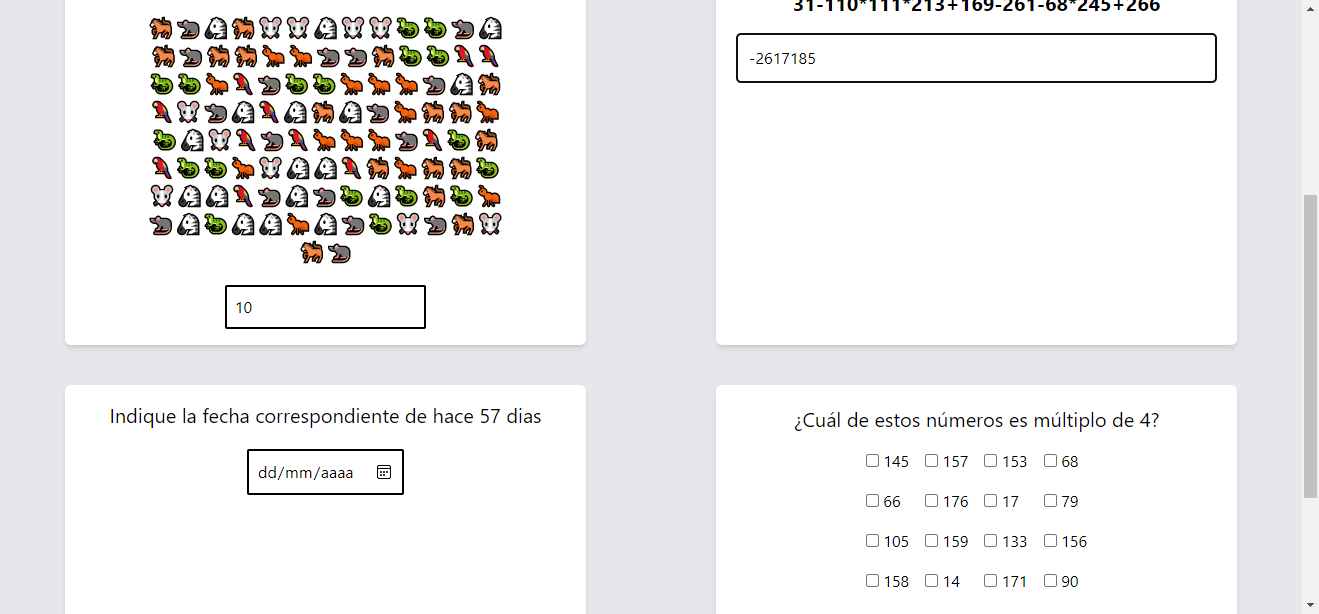 31-110*111*213+169-261-68*245+266
-2617185
10
Indique la fecha correspondiente de hace 57 dias
dd/mm/aaaa
¿Cuál de estos números es múltiplo de 4?
145 157 153 68
66 176 17 79
105 159 133 156
158 14 171 90